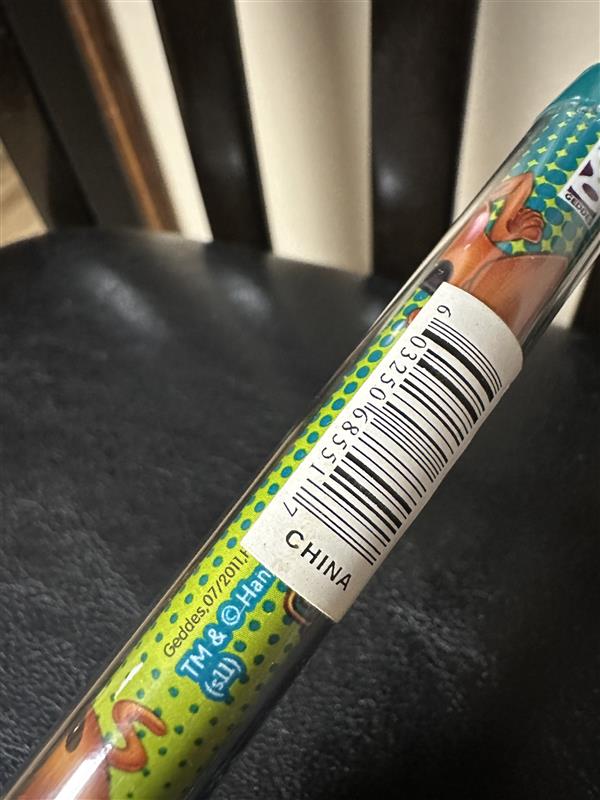 6 03250 68551 7
CHINA
Geddes, 07/2011,
TM & © Han
(s11)